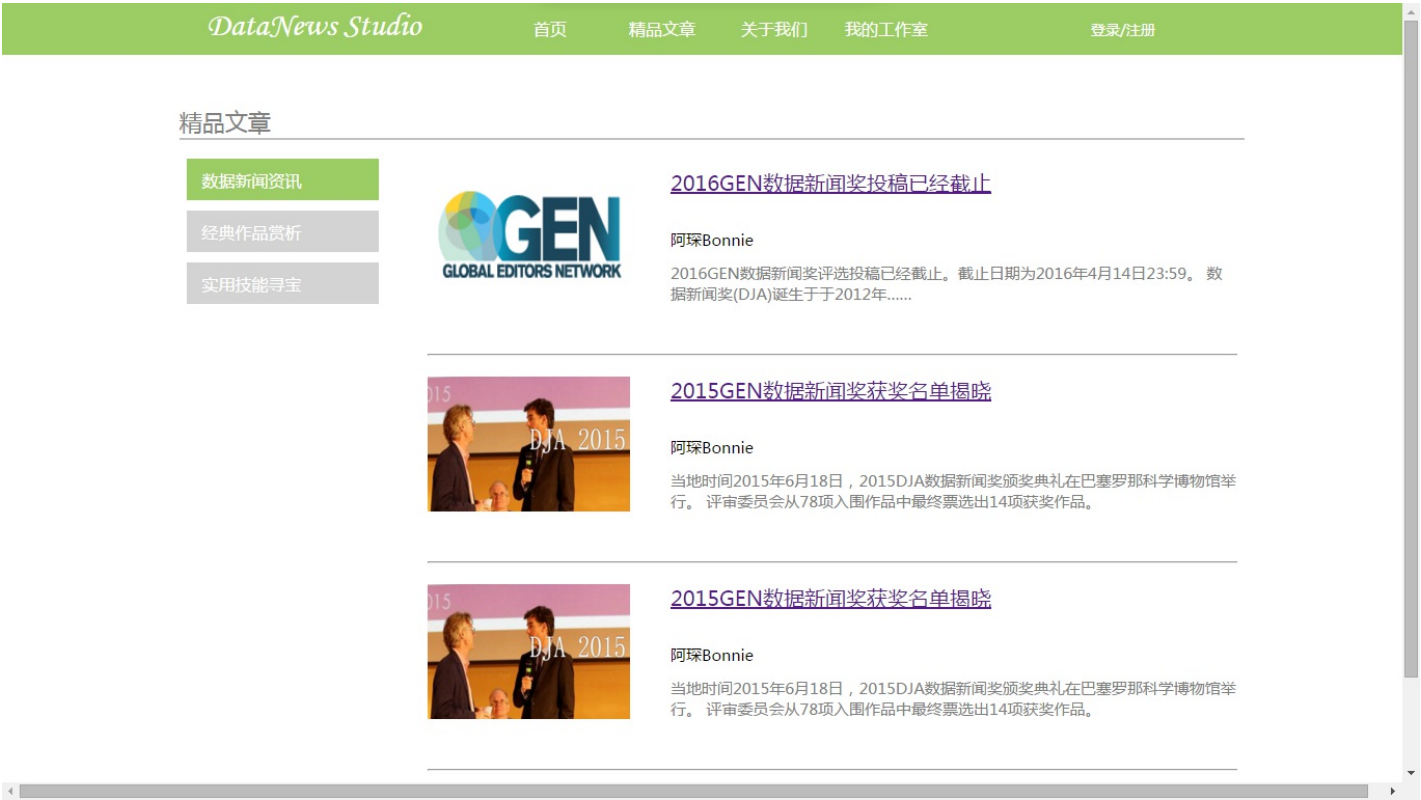 DataNews Studio 首页 精品文章 关于我们 我的工作室 登录/注册
精品文章
数据新闻资讯
经典作品赏析
实用技能寻宝
GEN
GLOBAL EDITORS NETWORK
2016GEN数据新闻奖投稿已经截止
阿琛Bonnie
2016GEN数据新闻奖评选投稿已经截止。截止日期为2016年4月14日23:59。 数
据新闻奖(DJA)诞生于于2012年......
015
DJA 2015
2015GEN数据新闻奖获奖名单揭晓
阿琛Bonnie
当地时间2015年6月18日，2015DJA数据新闻奖颁奖典礼在巴塞罗那科学博物馆举
行。 评审委员会从78项入围作品中最终票选出14项获奖作品。
015
DJA 2015
2015GEN数据新闻奖获奖名单揭晓
阿琛Bonnie
当地时间2015年6月18日，2015DJA数据新闻奖颁奖典礼在巴塞罗那科学博物馆举
行。 评审委员会从78项入围作品中最终票选出14项获奖作品。